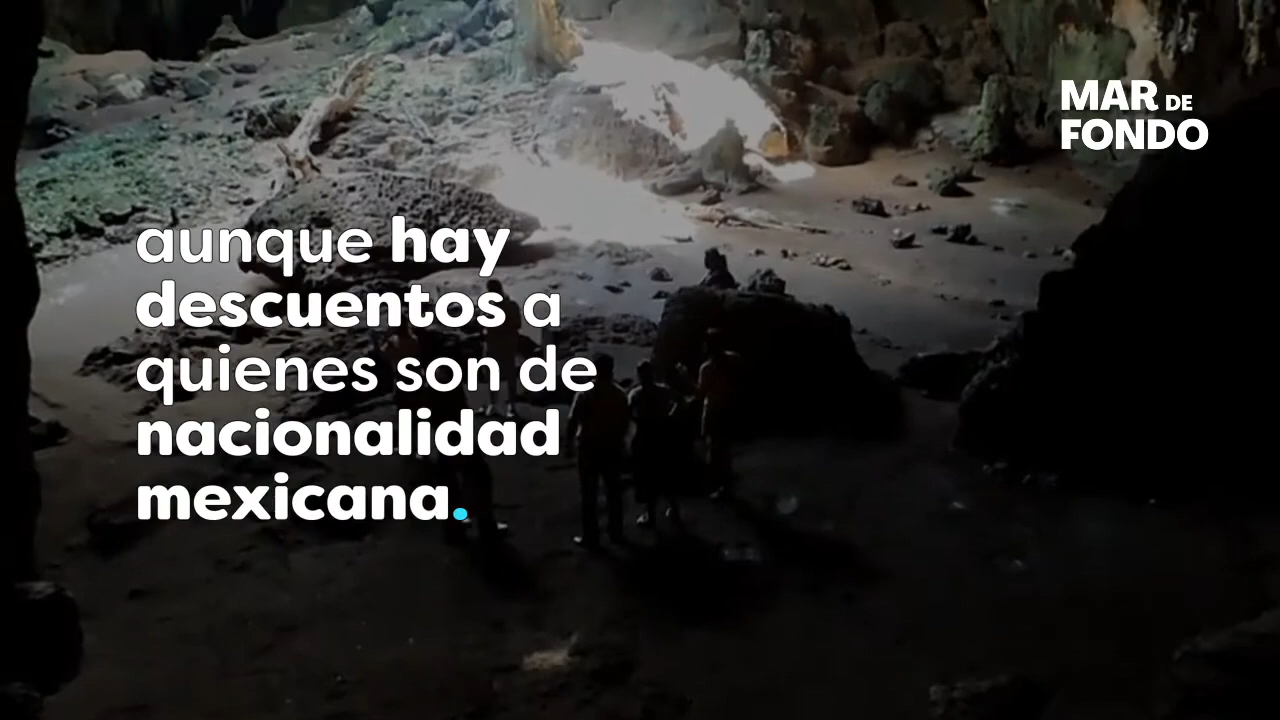 MAR DE
FONDO
aunque hay
descuentos a
quienes son de
nacionalidad
mexicana.